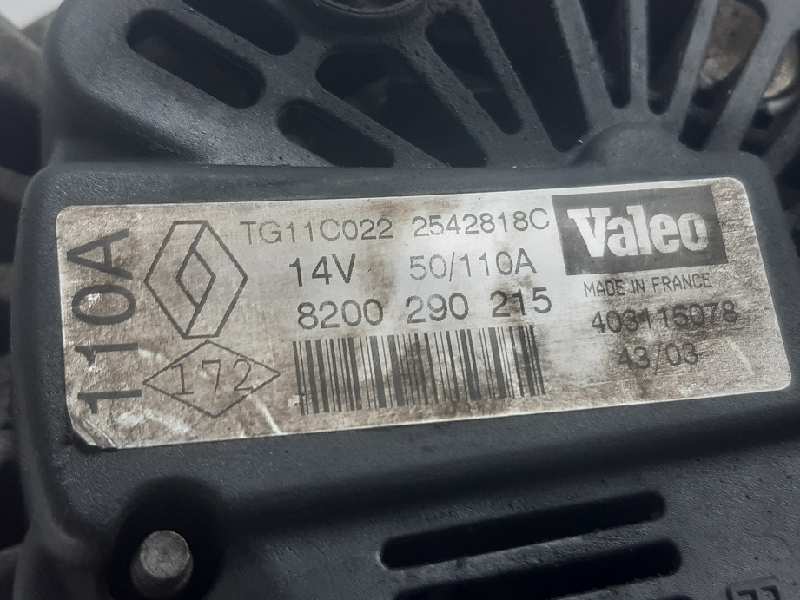 110A
TG11C022 2542818C
14V 50/110A
8200 290 215
172
Valeo
MADE IN FRANCE
403115078
43/03